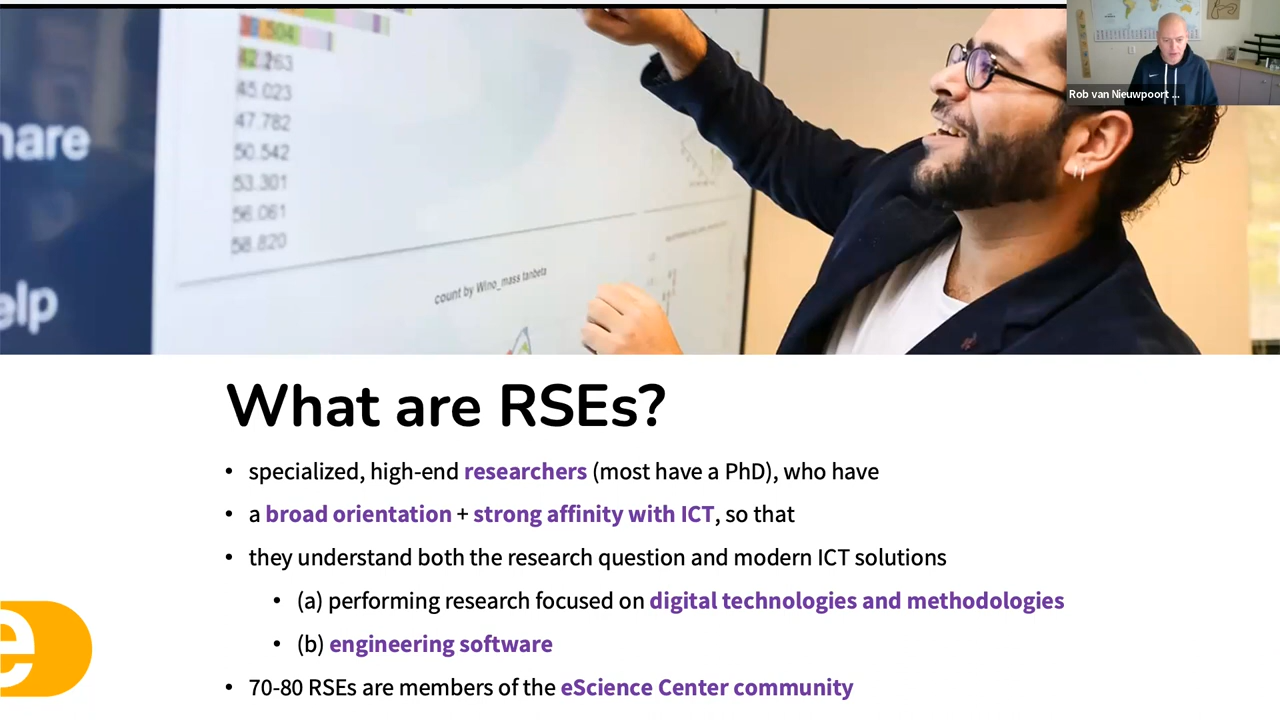 hare
elp
504
42.263
45.023
47.782
50.542
53.301
56.061
58.820
count by Wino_mass tanbeta
Rob van Nieuwpoort ...
What are RSEs?
• specialized, high-end researchers (most have a PhD), who have
• a broad orientation + strong affinity with ICT, so that
• they understand both the research question and modern ICT solutions
• (a) performing research focused on digital technologies and methodologies
• (b) engineering software
• 70-80 RSEs are members of the eScience Center community
e